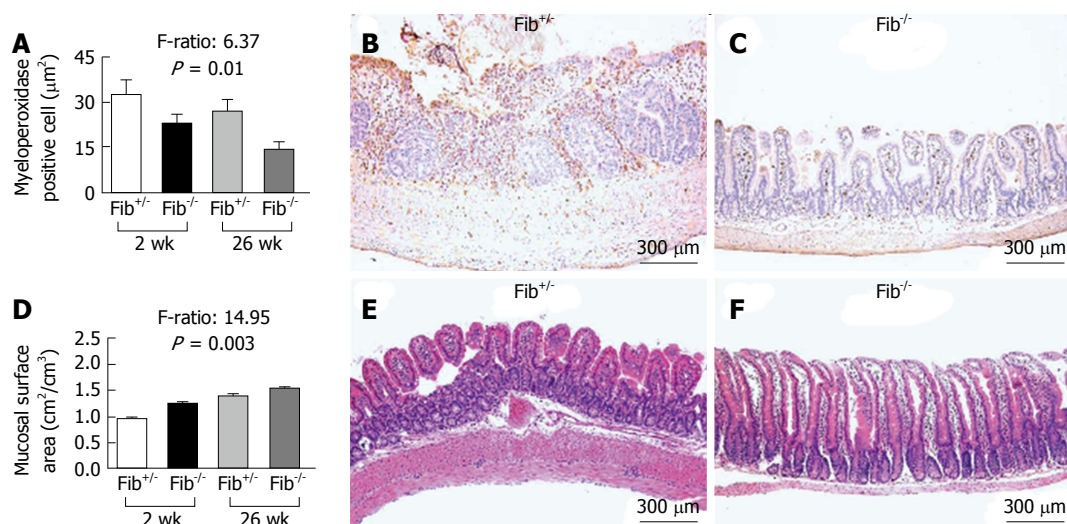 A
F-ratio: 6.37
P = 0.01
Myeloperoxidase
positive cell (μm²)
45
30
15
0
Fib+/- Fib-/- Fib+/- Fib-/-
2 wk 26 wk
B
Fib+/-
300 μm
C
Fib-/-
300 μm
D
F-ratio: 14.95
P = 0.003
Mucosal surface
area (cm²/cm³)
2.5
2.0
1.5
1.0
0.5
0.0
Fib+/- Fib-/- Fib+/- Fib-/-
2 wk 26 wk
E
Fib+/-
300 μm
F
Fib-/-
300 μm